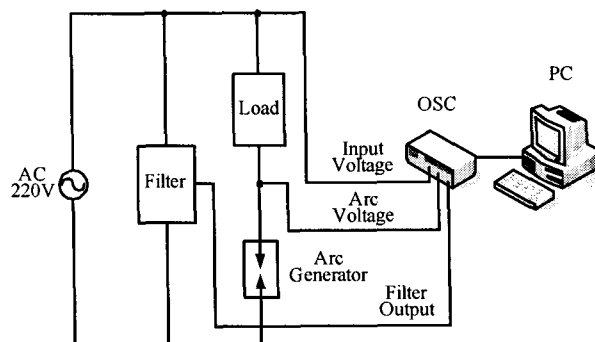 PC
OSC
Load
Input
Voltage
AC
220V
Filter
Arc
Voltage
Arc
Generator
Filter
Output